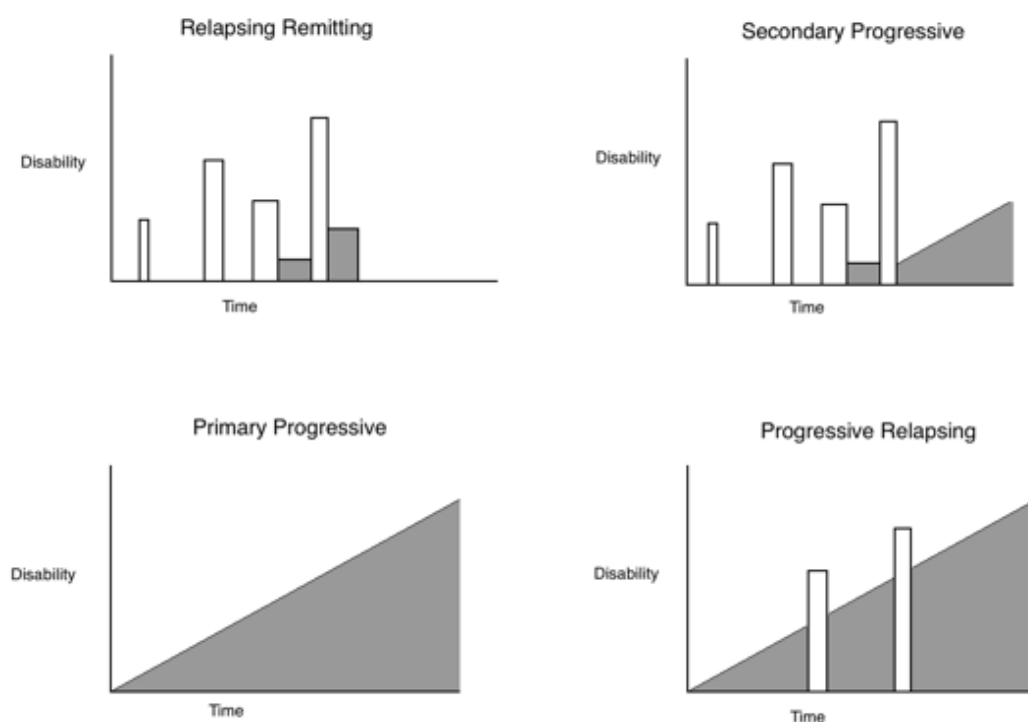 Relapsing Remitting
Disability
Time
Secondary Progressive
Disability
Time
Primary Progressive
Disability
Time
Progressive Relapsing
Disability
Time